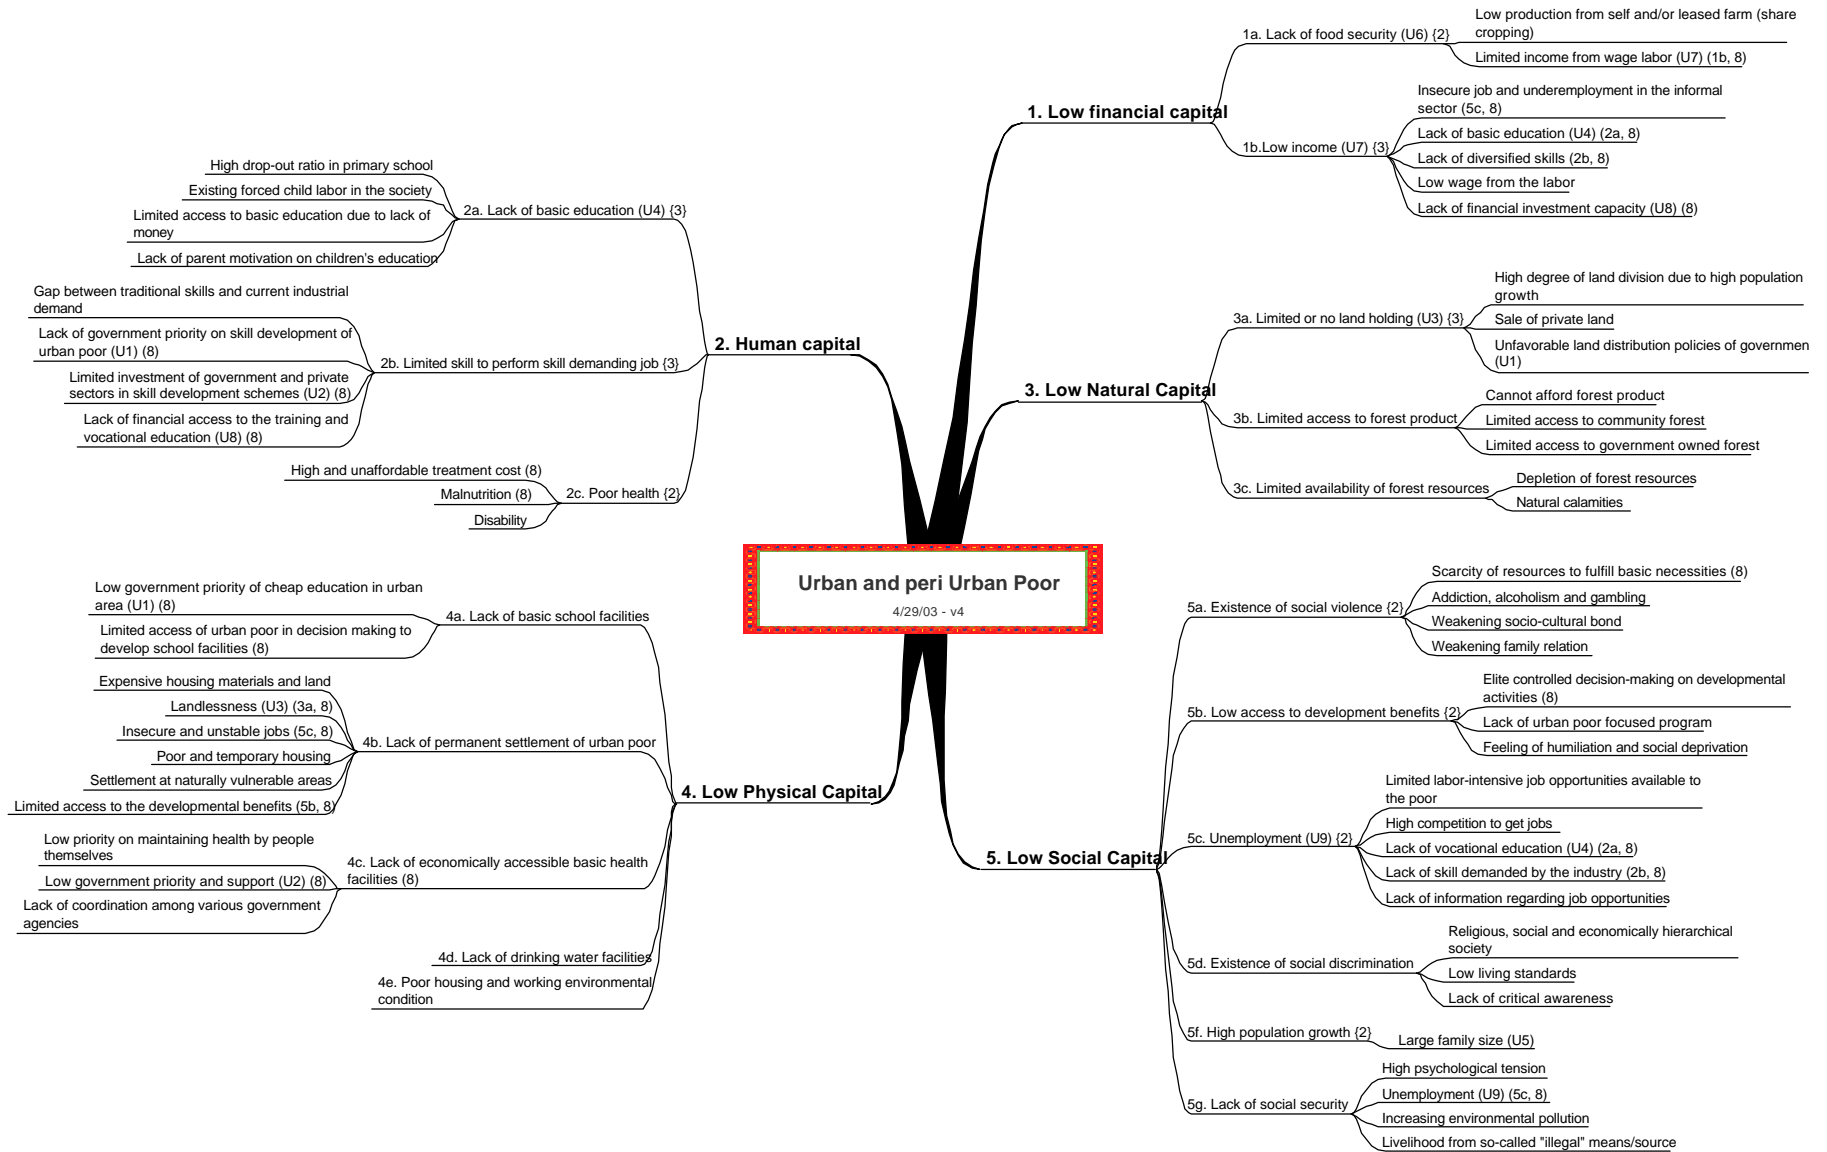 Urban and peri Urban Poor
4/29/03 - v4
1. Low financial capital
1a. Lack of food security (U6) {2}
Low production from self and/or leased farm (share
cropping)
Limited income from wage labor (U7) (1b, 8)
1b.Low income (U7) {3}
Insecure job and underemployment in the informal
sector (5c, 8)
Lack of basic education (U4) (2a, 8)
Lack of diversified skills (2b, 8)
Low wage from the labor
Lack of financial investment capacity (U8) (8)
2. Human capital
2a. Lack of basic education (U4) {3}
High drop-out ratio in primary school
Existing forced child labor in the society
Limited access to basic education due to lack of
money
Lack of parent motivation on children's education
2b. Limited skill to perform skill demanding job {3}
Gap between traditional skills and current industrial
demand
Lack of government priority on skill development of
urban poor (U1) (8)
Limited investment of government and private
sectors in skill development schemes (U2) (8)
Lack of financial access to the training and
vocational education (U8) (8)
2c. Poor health {2}
High and unaffordable treatment cost (8)
Malnutrition (8)
Disability
3. Low Natural Capital
3a. Limited or no land holding (U3) {3}
High degree of land division due to high population
growth
Sale of private land
Unfavorable land distribution policies of governmen
(U1)
3b. Limited access to forest product
Cannot afford forest product
Limited access to community forest
Limited access to government owned forest
3c. Limited availability of forest resources
Depletion of forest resources
Natural calamities
4. Low Physical Capital
4a. Lack of basic school facilities
Low government priority of cheap education in urban
area (U1) (8)
Limited access of urban poor in decision making to
develop school facilities (8)
4b. Lack of permanent settlement of urban poor
Expensive housing materials and land
Landlessness (U3) (3a, 8)
Insecure and unstable jobs (5c, 8)
Poor and temporary housing
Settlement at naturally vulnerable areas
Limited access to the developmental benefits (5b, 8)
4c. Lack of economically accessible basic health
facilities (8)
Low priority on maintaining health by people
themselves
Low government priority and support (U2) (8)
Lack of coordination among various government
agencies
4d. Lack of drinking water facilities
4e. Poor housing and working environmental
condition
5. Low Social Capital
5a. Existence of social violence {2}
Scarcity of resources to fulfill basic necessities (8)
Addiction, alcoholism and gambling
Weakening socio-cultural bond
Weakening family relation
5b. Low access to development benefits {2}
Elite controlled decision-making on developmental
activities (8)
Lack of urban poor focused program
Feeling of humiliation and social deprivation
5c. Unemployment (U9) {2}
Limited labor-intensive job opportunities available to
the poor
High competition to get jobs
Lack of vocational education (U4) (2a, 8)
Lack of skill demanded by the industry (2b, 8)
Lack of information regarding job opportunities
5d. Existence of social discrimination
Religious, social and economically hierarchical
society
Low living standards
Lack of critical awareness
5f. High population growth {2}
Large family size (U5)
5g. Lack of social security
High psychological tension
Unemployment (U9) (5c, 8)
Increasing environmental pollution
Livelihood from so-called "illegal" means/source